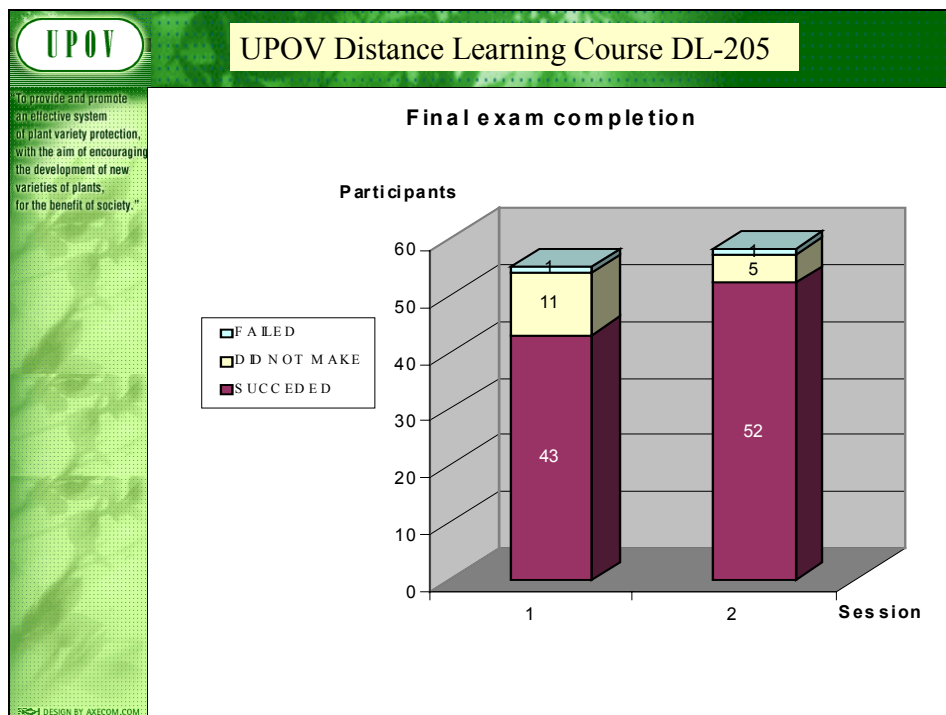 UPOV
UPOV Distance Learning Course DL-205
"To provide and promote
an effective system
of plant variety protection,
with the aim of encouraging
the development of new
varieties of plants,
for the benefit of society."
Final exam completion
Participants
60
50
40
30
20
10
0
FAILED
DID NOT MAKE
SUCCEDED
1
11
43
1
5
52
1
2
Session
DESIGN BY AXECOM.COM